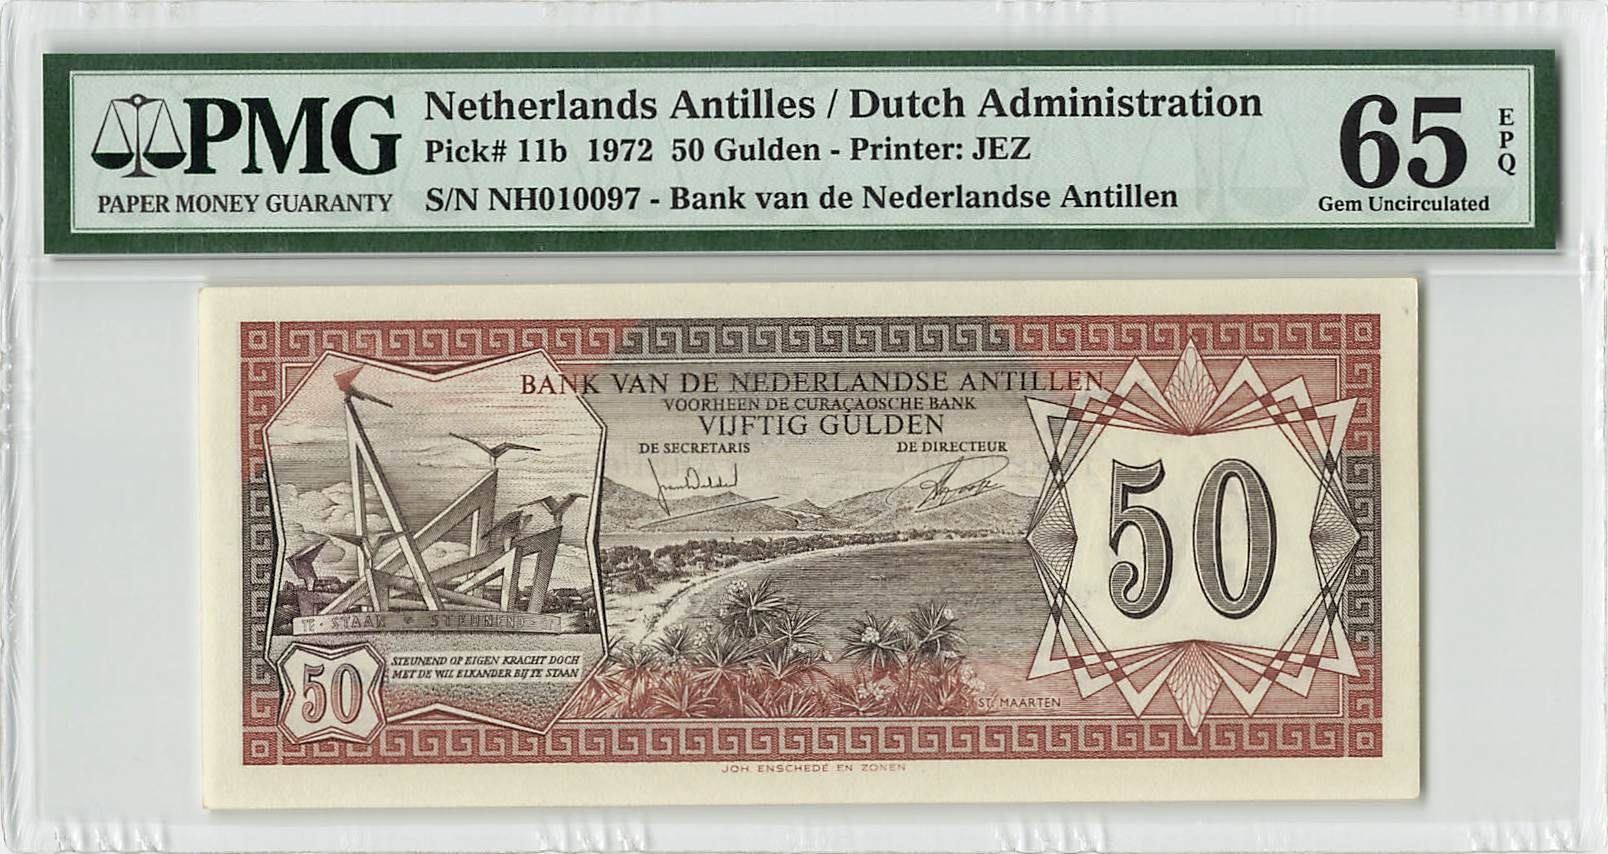 PMG
PAPER MONEY GUARANTY
Netherlands Antilles / Dutch Administration
Pick# 11b 1972 50 Gulden - Printer: JEZ
S/N NH010097 - Bank van de Nederlandse Antillen
65
EPQ
Gem Uncirculated
BANK VAN DE NEDERLANDSE ANTILLEN
VOORHEEN DE CURAÇAOSCHE BANK
VIJFTIG GULDEN
DE SECRETARIS DE DIRECTEUR
50
STEUNEND OP EIGEN KRACHT DOCH
MET DE WIL ELKANDER BIJ TE STAAN
50
ST. MAARTEN
JOH. ENSCHEDÉ EN ZONEN